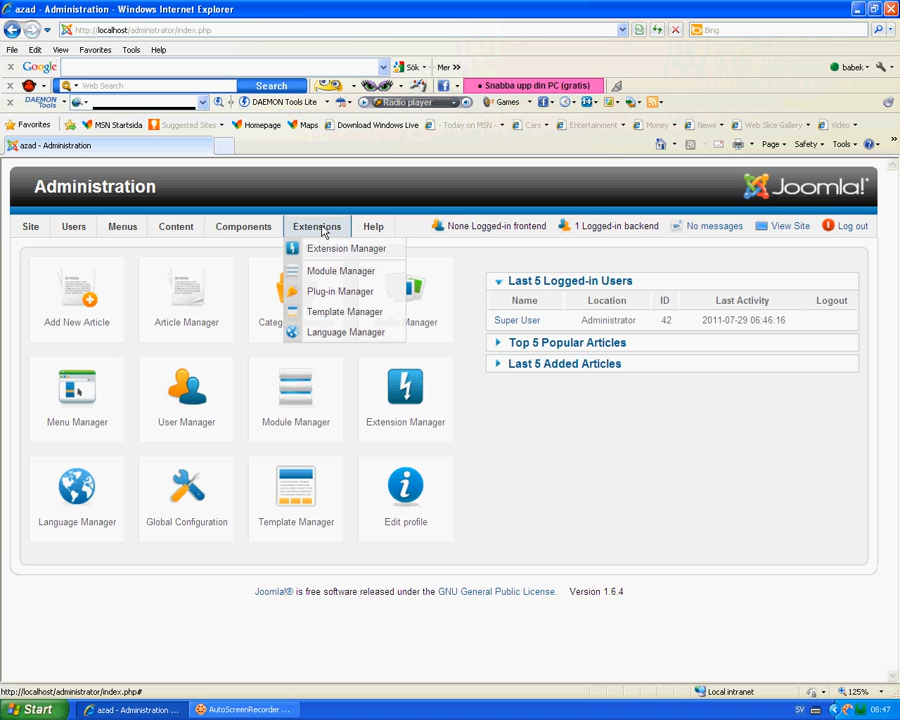 azad - Administration - Windows Internet Explorer
http://localhost/administrator/index.php
Bing
File Edit View Favorites Tools Help
Google Sök Mer >> babek
Web Search Search • Snabba upp din PC (gratis)
DAEMON Tools DAEMON Tools Lite Radio player Games
Favorites MSN Startsida Suggested Sites Homepage Maps Download Windows Live - Today on MSN - Cars Entertainment Money News Web Slice Gallery Video
azad - Administration Page Safety Tools
Administration Joomla!
Site Users Menus Content Components Extensions Help None Logged-in frontend 1 Logged-in backend No messages View Site Log out
Extension Manager
Module Manager
Plug-in Manager
Template Manager
Language Manager
Add New Article Article Manager
Menu Manager User Manager Module Manager Extension Manager
Language Manager Global Configuration Template Manager Edit profile
Last 5 Logged-in Users
Name Location ID Last Activity Logout
Super User Administrator 42 2011-07-29 06:46:16
Top 5 Popular Articles
Last 5 Added Articles
Joomla!® is free software released under the GNU General Public License. Version 1.6.4
http://localhost/administrator/index.php# Local intranet 125%
Start azad - Administration ... AutoScreenRecorder ... SV 08:47